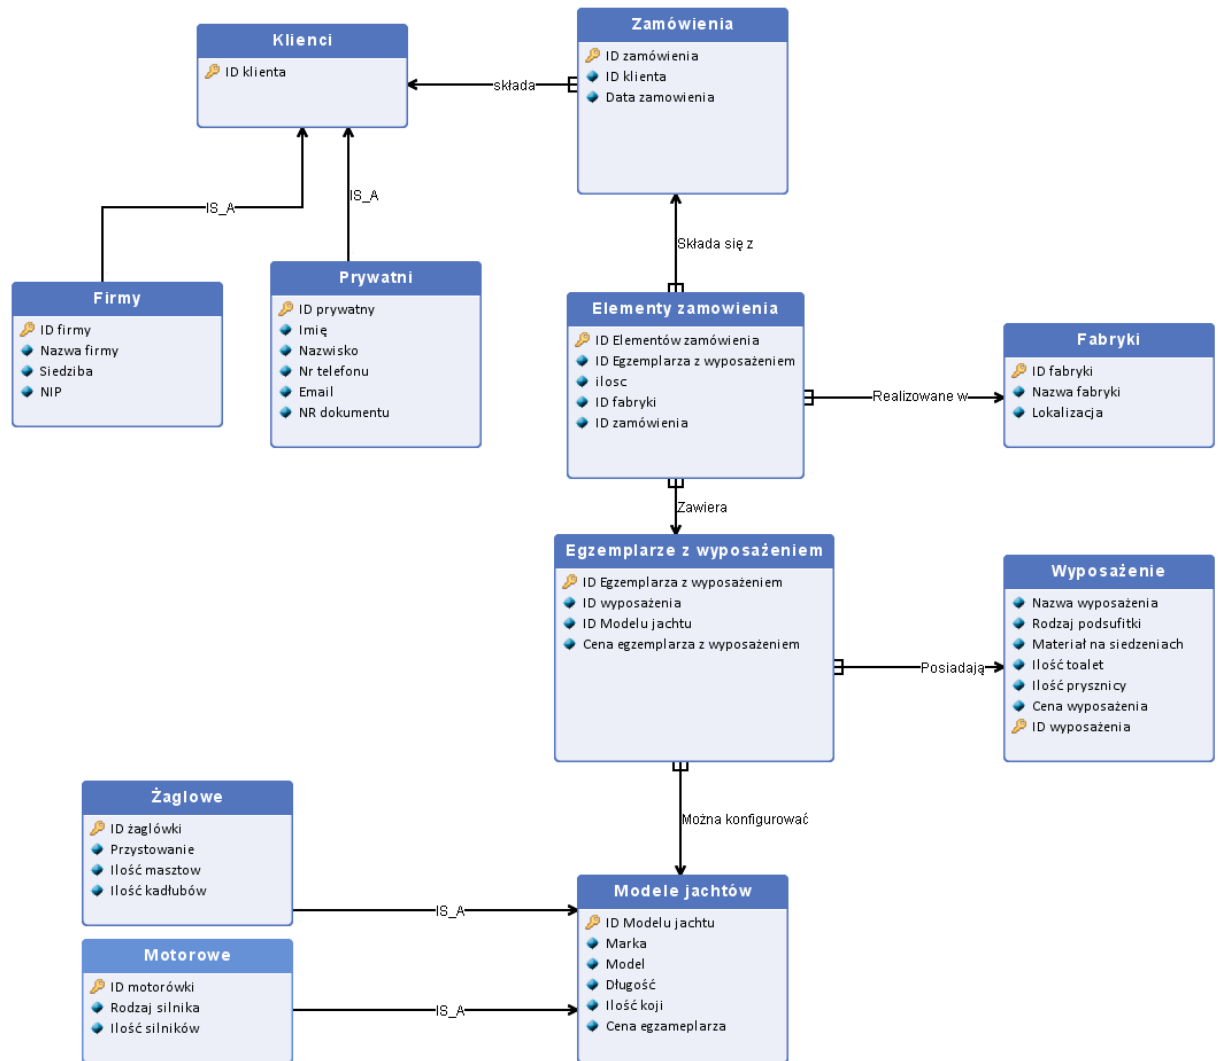 Klienci
ID klienta
składa
Zamówienia
ID zamówienia
ID klienta
Data zamowienia
IS_A
IS_A
Składa się z
Firmy
ID firmy
Nazwa firmy
Siedziba
NIP
Prywatni
ID prywatny
Imię
Nazwisko
Nr telefonu
Email
NR dokumentu
Elementy zamowienia
ID Elementów zamówienia
ID Egzemplarza z wyposażeniem
ilosc
ID fabryki
ID zamówienia
Realizowane w
Fabryki
ID fabryki
Nazwa fabryki
Lokalizacja
Zawiera
Egzemplarze z wyposażeniem
ID Egzemplarza z wyposażeniem
ID wyposażenia
ID Modelu jachtu
Cena egzemplarza z wyposażeniem
Posiadają
Wyposażenie
Nazwa wyposażenia
Rodzaj podsufitki
Materiał na siedzeniach
Ilość toalet
Ilość prysznicy
Cena wyposażenia
ID wyposażenia
Można konfigurować
Żaglowe
ID żaglówki
Przystowanie
Ilość masztow
Ilość kadłubów
IS_A
Motorowe
ID motorówki
Rodzaj silnika
Ilość silników
IS_A
Modele jachtów
ID Modelu jachtu
Marka
Model
Długość
Ilość koji
Cena egzameplarza